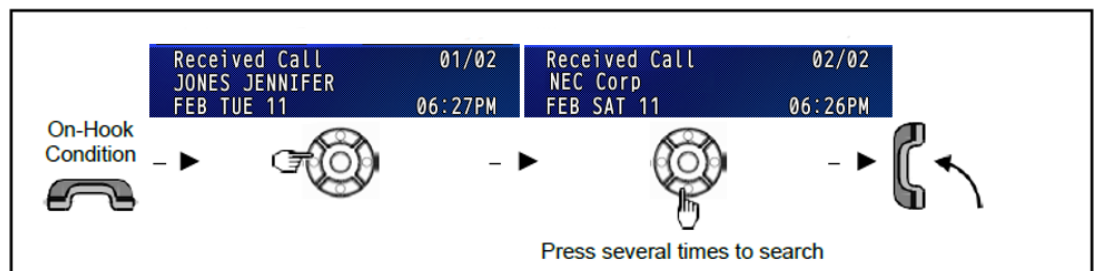 Received Call 01/02
JONES JENNIFER
FEB TUE 11 06:27PM
Received Call 02/02
NEC Corp
FEB SAT 11 06:26PM
On-Hook
Condition
Press several times to search